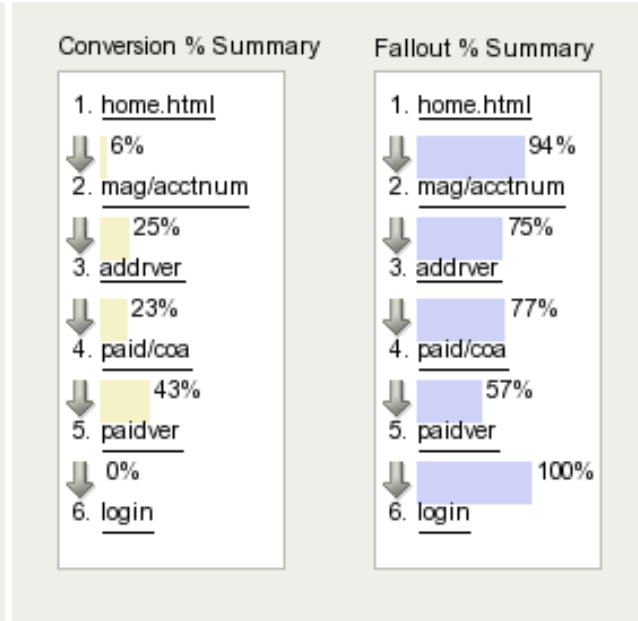 Conversion % Summary
1. home.html
6%
2. mag/acctnum
25%
3. addrver
23%
4. paid/coa
43%
5. paidver
0%
6. login
Fallout % Summary
1. home.html
94%
2. mag/acctnum
75%
3. addrver
77%
4. paid/coa
57%
5. paidver
100%
6. login